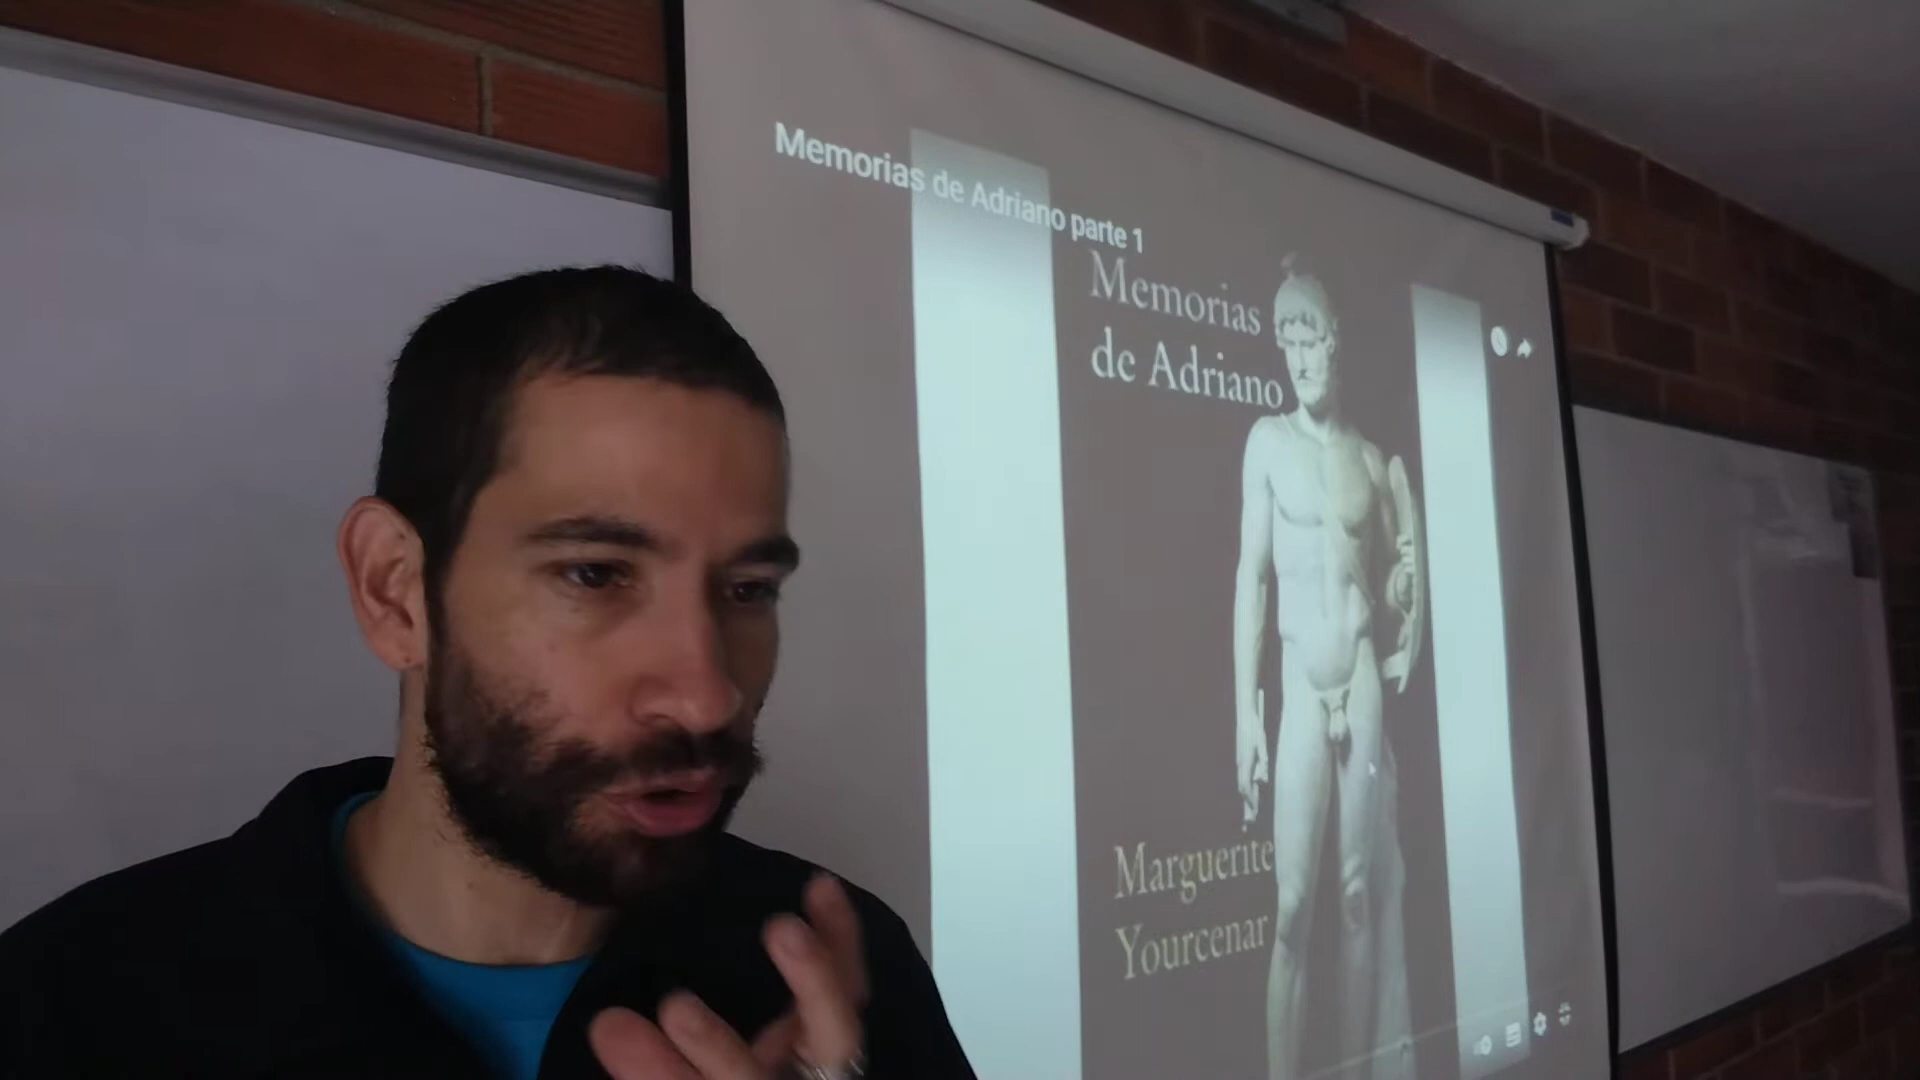 Memorias de Adriano parte 1
Memorias
de Adriano
Marguerite
Yourcenar